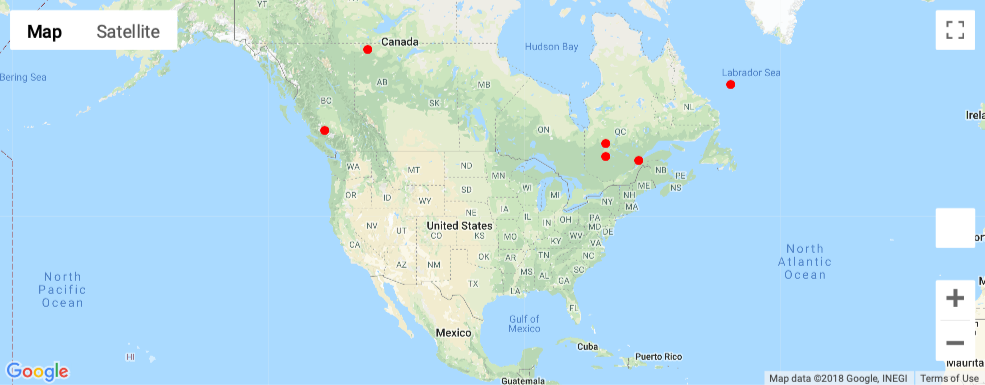 Map Satellite
Canada
Hudson Bay
Labrador Sea
Bering Sea
AB
MB
BC
SK
NL
ON
QC
Irela
WA
MT
ND
MN
NB
PE
NS
OR
ID
WY
SD
WI
MI
ME
NY
NH
MA
NV
UT
CO
NE
KS
IA
IL
IN
OH
PA
MD
DE
United States
CA
AZ
NM
OK
MO
KY
WV
VA
AR
TN
NC
TX
MS
AL
SC
GA
LA
FL
North
Pacific
Ocean
North
Atlantic
Ocean
Gulf of
Mexico
Mexico
HI
Cuba
Puerto Rico
Guatemala
Maurita
Google
Map data ©2018 Google, INEGI Terms of Use